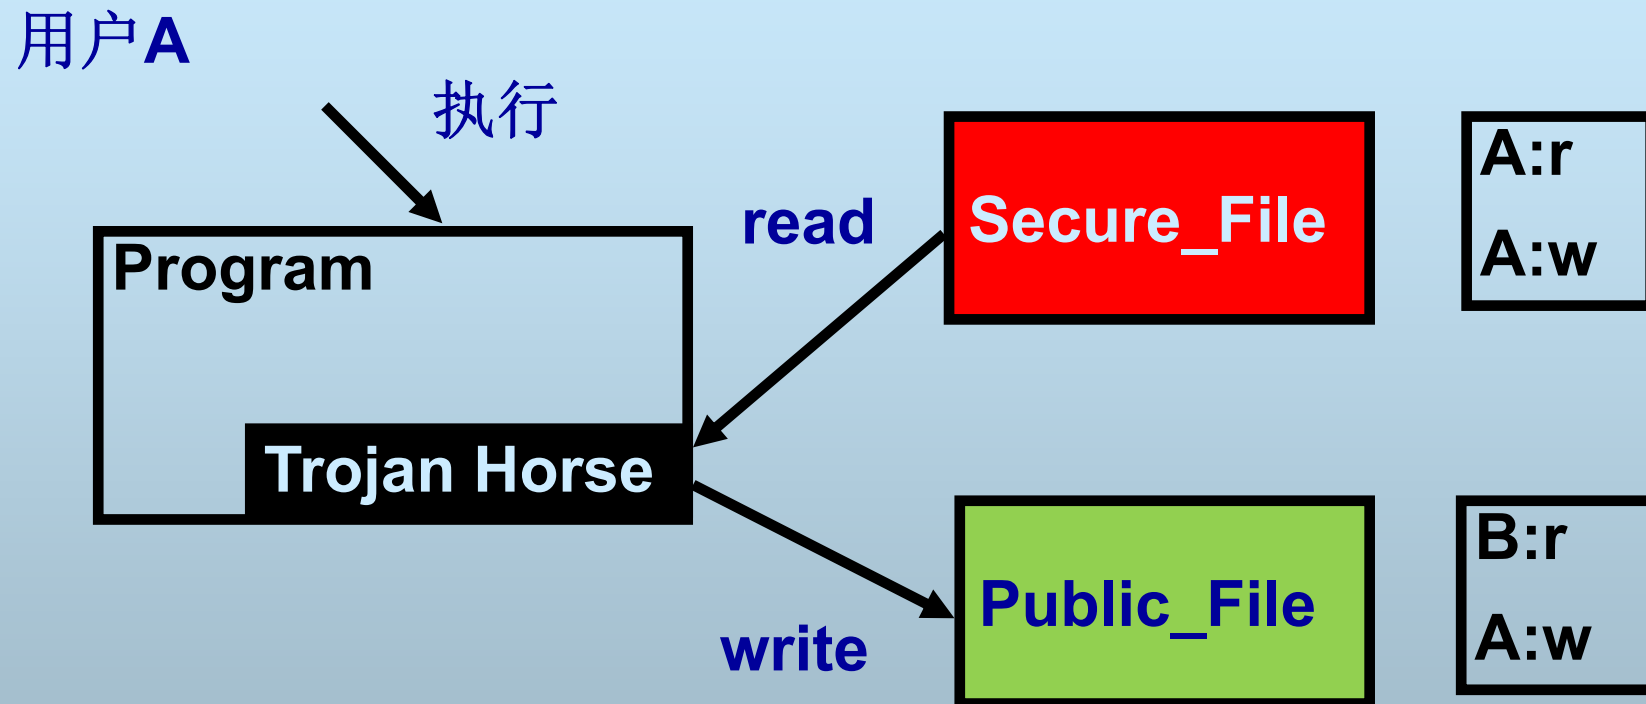 用户A
执行
Program
Trojan Horse
read
write
Secure_File
A:r
A:w
Public_File
B:r
A:w